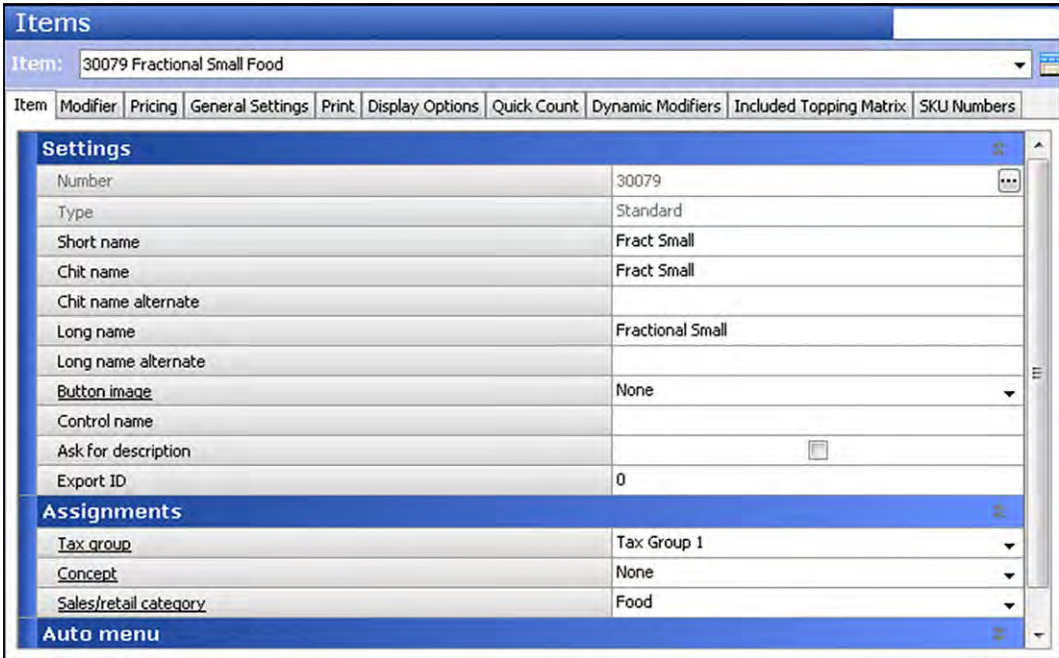 Items
Item: 30079 Fractional Small Food
Item Modifier Pricing General Settings Print Display Options Quick Count Dynamic Modifiers Included Topping Matrix SKU Numbers
Settings
Number 30079 ...
Type Standard
Short name Fract Small
Chit name Fract Small
Chit name alternate
Long name Fractional Small
Long name alternate
Button image None
Control name
Ask for description
Export ID 0
Assignments
Tax group Tax Group 1
Concept None
Sales/retail category Food
Auto menu